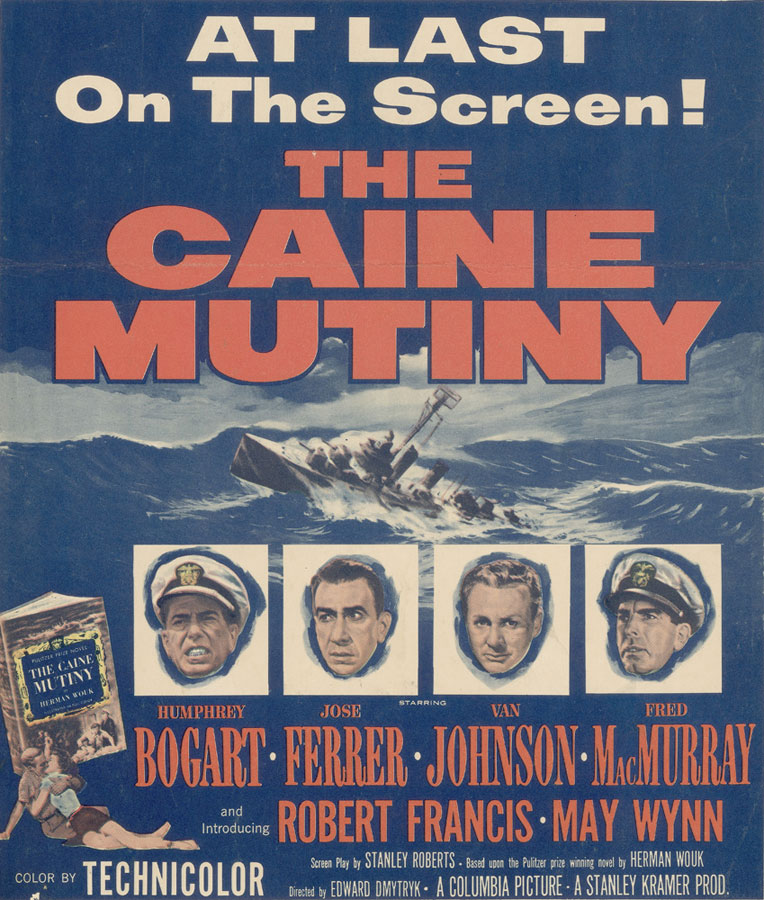 AT LAST
On The Screen!
THE
CAINE
MUTINY
PULITZER PRIZE NOVEL
THE CAINE
MUTINY
BY
HERMAN WOUK
STARRING
HUMPHREY
BOGART ·
JOSE
FERRER ·
VAN
JOHNSON ·
FRED
MacMURRAY
and
Introducing
ROBERT FRANCIS · MAY WYNN
COLOR BY TECHNICOLOR
Screen Play by STANLEY ROBERTS · Based upon the Pulitzer prize winning novel by HERMAN WOUK
Directed by EDWARD DMYTRYK · A COLUMBIA PICTURE · A STANLEY KRAMER PROD.